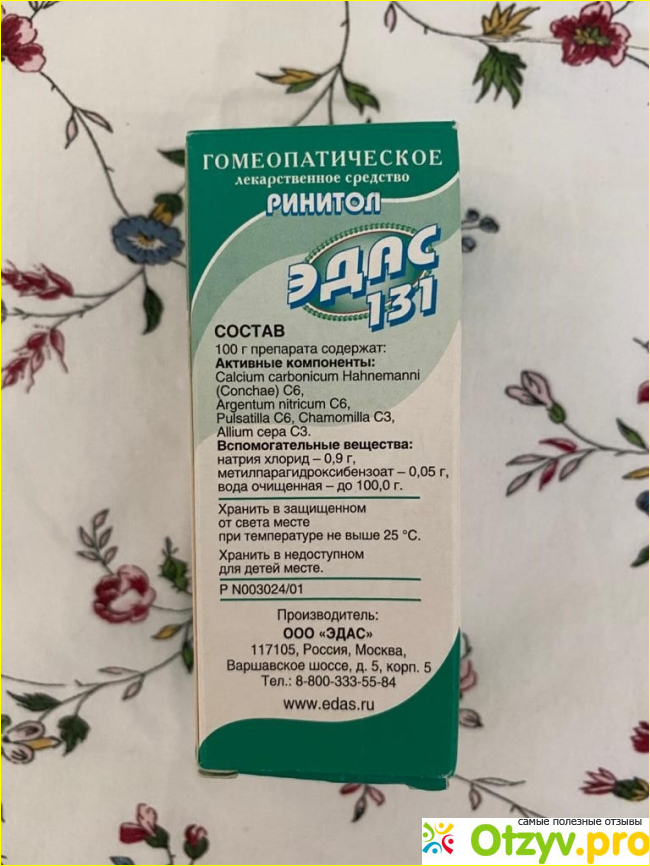 ГОМЕОПАТИЧЕСКОЕ
лекарственное средство
РИНИТОЛ
ЭДАС
131
СОСТАВ
100 г препарата содержат:
Активные компоненты:
Calcium carbonicum Hahnemanni
(Conchae) C6,
Argentum nitricum C6,
Pulsatilla C6, Chamomilla C3,
Allium cepa C3.
Вспомогательные вещества:
натрия хлорид – 0,9 г,
метилпарагидроксибензоат – 0,05 г,
вода очищенная – до 100,0 г.
Хранить в защищенном
от света месте
при температуре не выше 25 °C.
Хранить в недоступном
для детей месте.
Р N003024/01
Производитель:
ООО «ЭДАС»
117105, Россия, Москва,
Варшавское шоссе, д. 5, корп. 5
Тел.: 8-800-333-55-84
www.edas.ru
самые полезные отзывы
Otzyv.pro